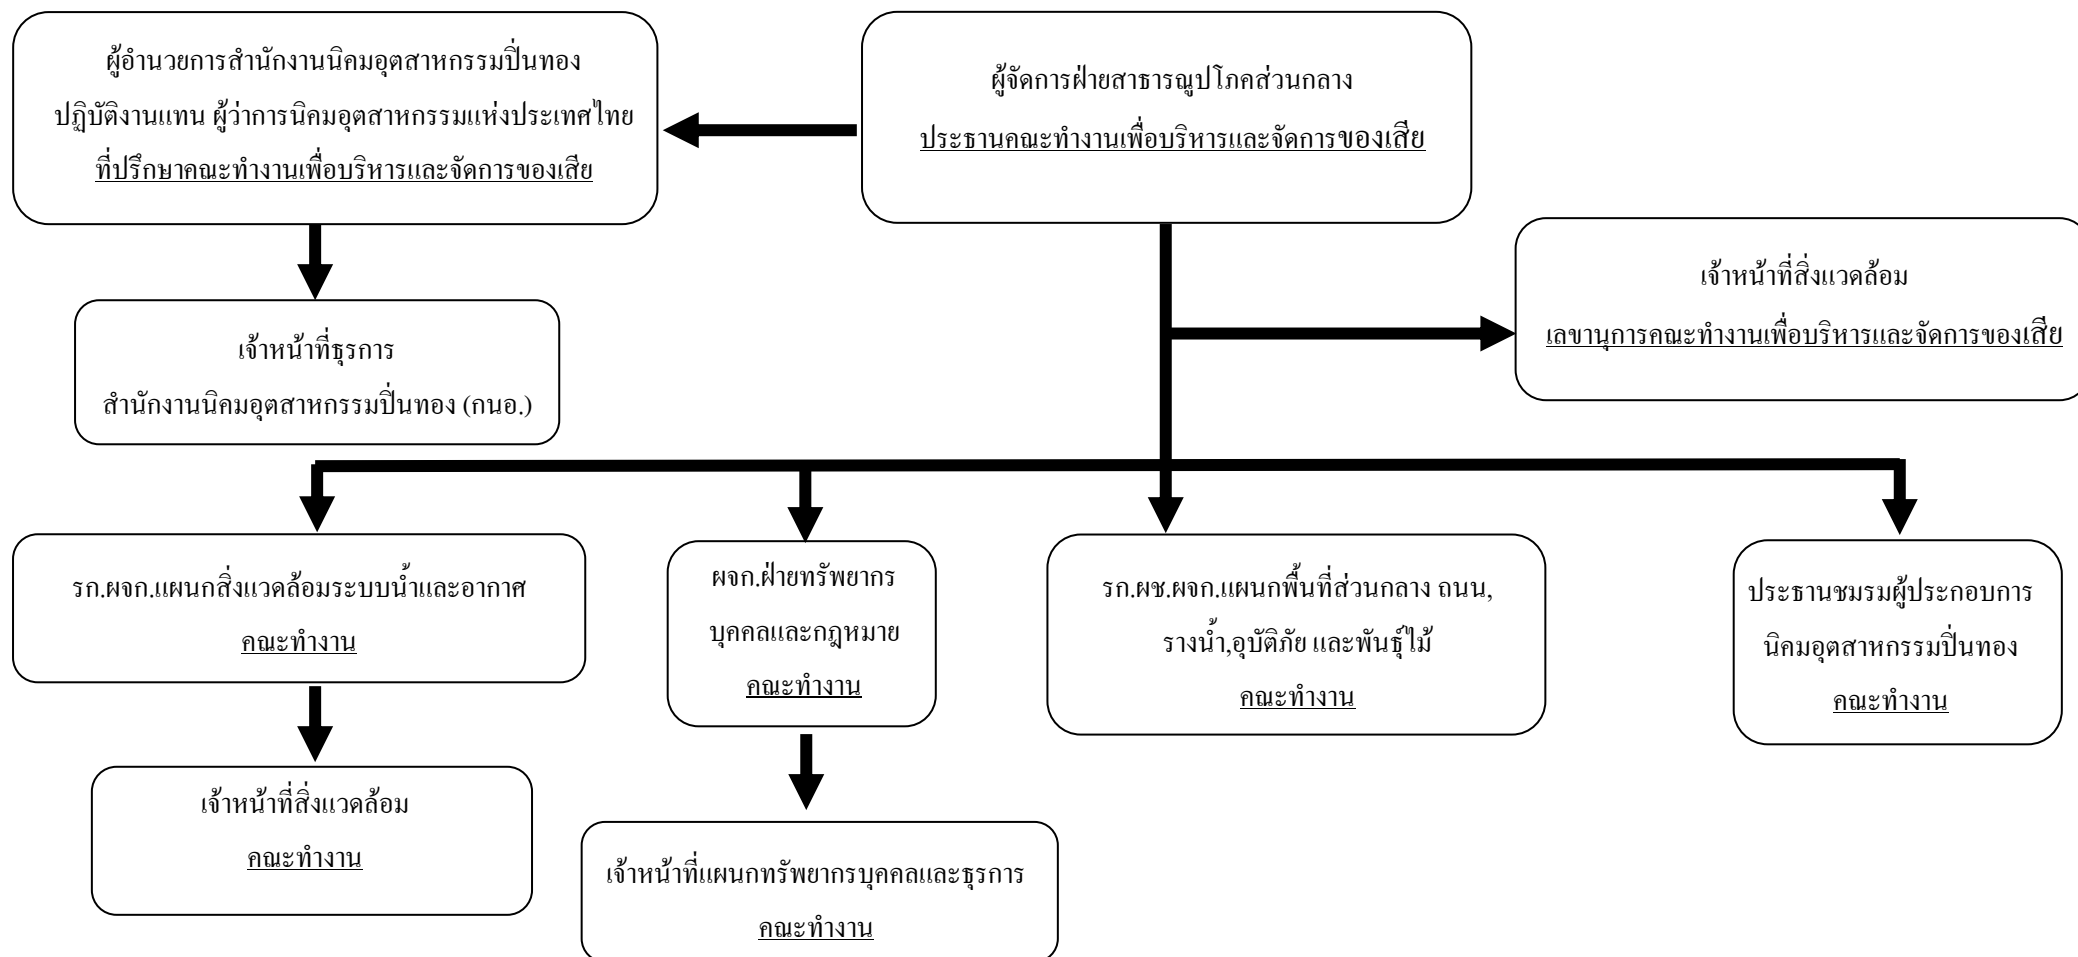 ผู้อำนวยการสำนักงานนิคมอุตสาหกรรมปิ่นทอง
ปฏิบัติงานแทน ผู้ว่าการนิคมอุตสาหกรรมแห่งประเทศไทย
ที่ปรึกษาคณะทำงานเพื่อบริหารและจัดการของเสีย
ผู้จัดการฝ่ายสาธารณูปโภคส่วนกลาง
ประธานคณะทำงานเพื่อบริหารและจัดการของเสีย
เจ้าหน้าที่สิ่งแวดล้อม
เลขานุการคณะทำงานเพื่อบริหารและจัดการของเสีย
เจ้าหน้าที่ธุรการ
สำนักงานนิคมอุตสาหกรรมปิ่นทอง (กนอ.)
รก.ผจก.แผนกสิ่งแวดล้อมระบบน้ำและอากาศ
คณะทำงาน
ผจก.ฝ่ายทรัพยากร
บุคคลและกฎหมาย
คณะทำงาน
รก.ผช.ผจก.แผนกพื้นที่ส่วนกลาง ถนน,
รางน้ำ,อุบัติภัย และพันธุ์ไม้
คณะทำงาน
ประธานชมรมผู้ประกอบการ
นิคมอุตสาหกรรมปิ่นทอง
คณะทำงาน
เจ้าหน้าที่สิ่งแวดล้อม
คณะทำงาน
เจ้าหน้าที่แผนกทรัพยากรบุคคลและธุรการ
คณะทำงาน